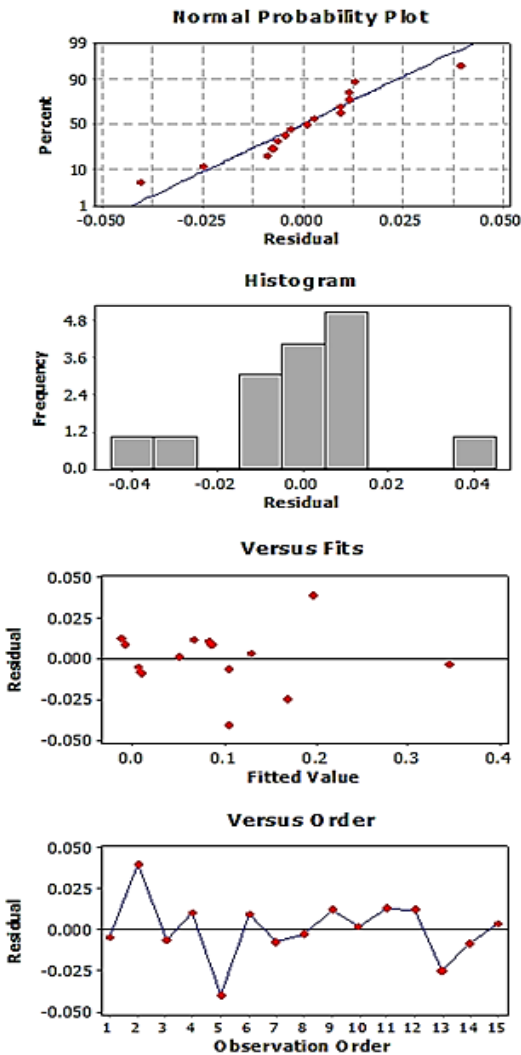 Normal Probability Plot
99
90
50
10
1
Percent
-0.050 -0.025 0.000 0.025 0.050
Residual
Histogram
4.8
3.6
2.4
1.2
0.0
Frequency
-0.04 -0.02 0.00 0.02 0.04
Residual
Versus Fits
0.050
0.025
0.000
-0.025
-0.050
Residual
0.0 0.1 0.2 0.3 0.4
Fitted Value
Versus Order
0.050
0.025
0.000
-0.025
-0.050
Residual
1 2 3 4 5 6 7 8 9 10 11 12 13 14 15
Observation Order